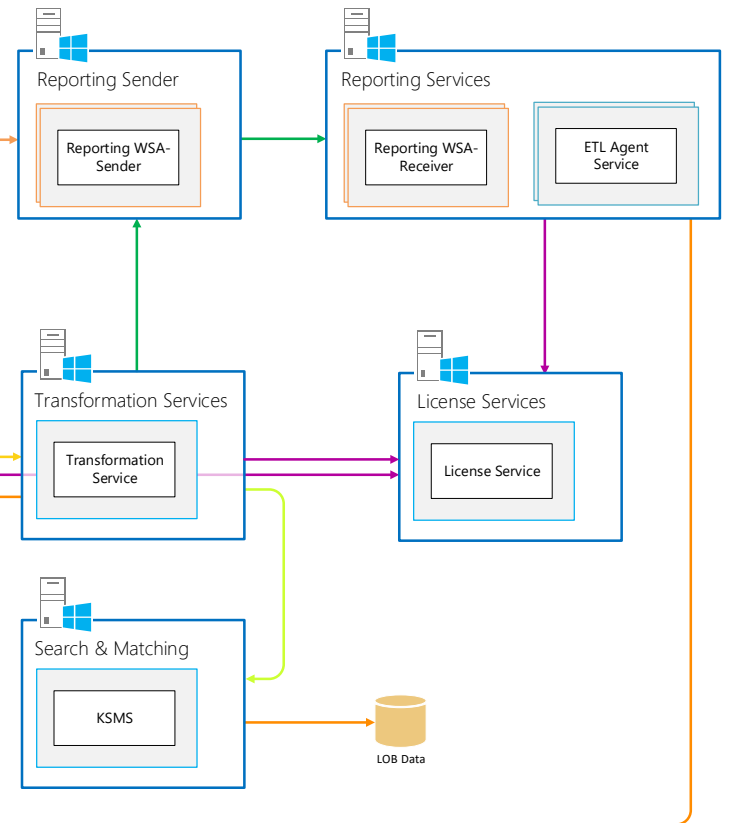 Reporting Sender
Reporting WSA-
Sender
Reporting Services
Reporting WSA-
Receiver
ETL Agent
Service
Transformation Services
Transformation
Service
License Services
License Service
Search & Matching
KSMS
LOB Data